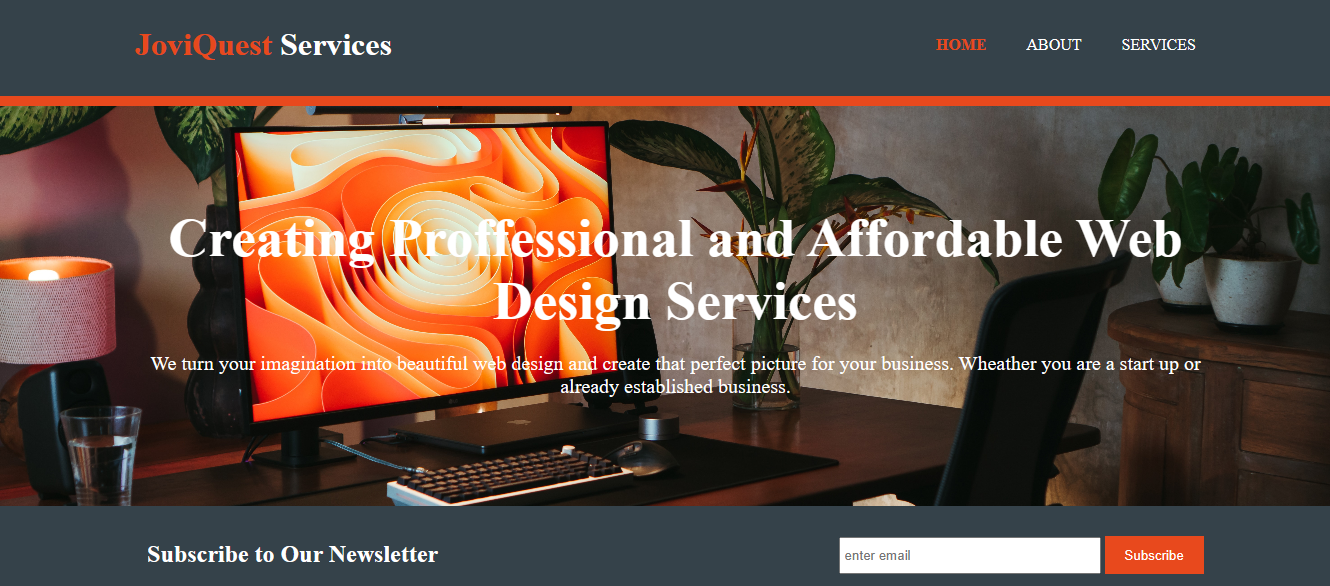 JoviQuest Services
HOME ABOUT SERVICES
Creating Proffessional and Affordable Web
Design Services
We turn your imagination into beautiful web design and create that perfect picture for your business. Wheather you are a start up or
already established business.
Subscribe to Our Newsletter
enter email
Subscribe